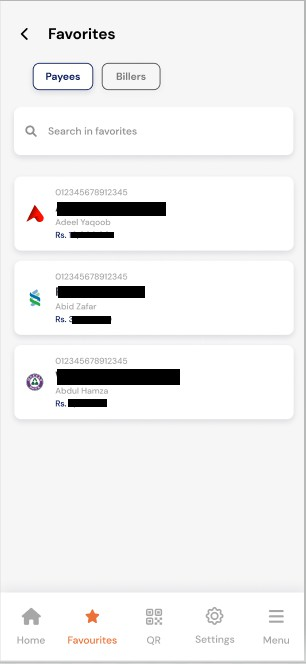 Favorites
Payees
Billers
Search in favorites
012345678912345
Adeel Yaqoob
Rs.
012345678912345
Abid Zafar
Rs.
012345678912345
Abdul Hamza
Rs.
Home
Favourites
QR
Settings
Menu